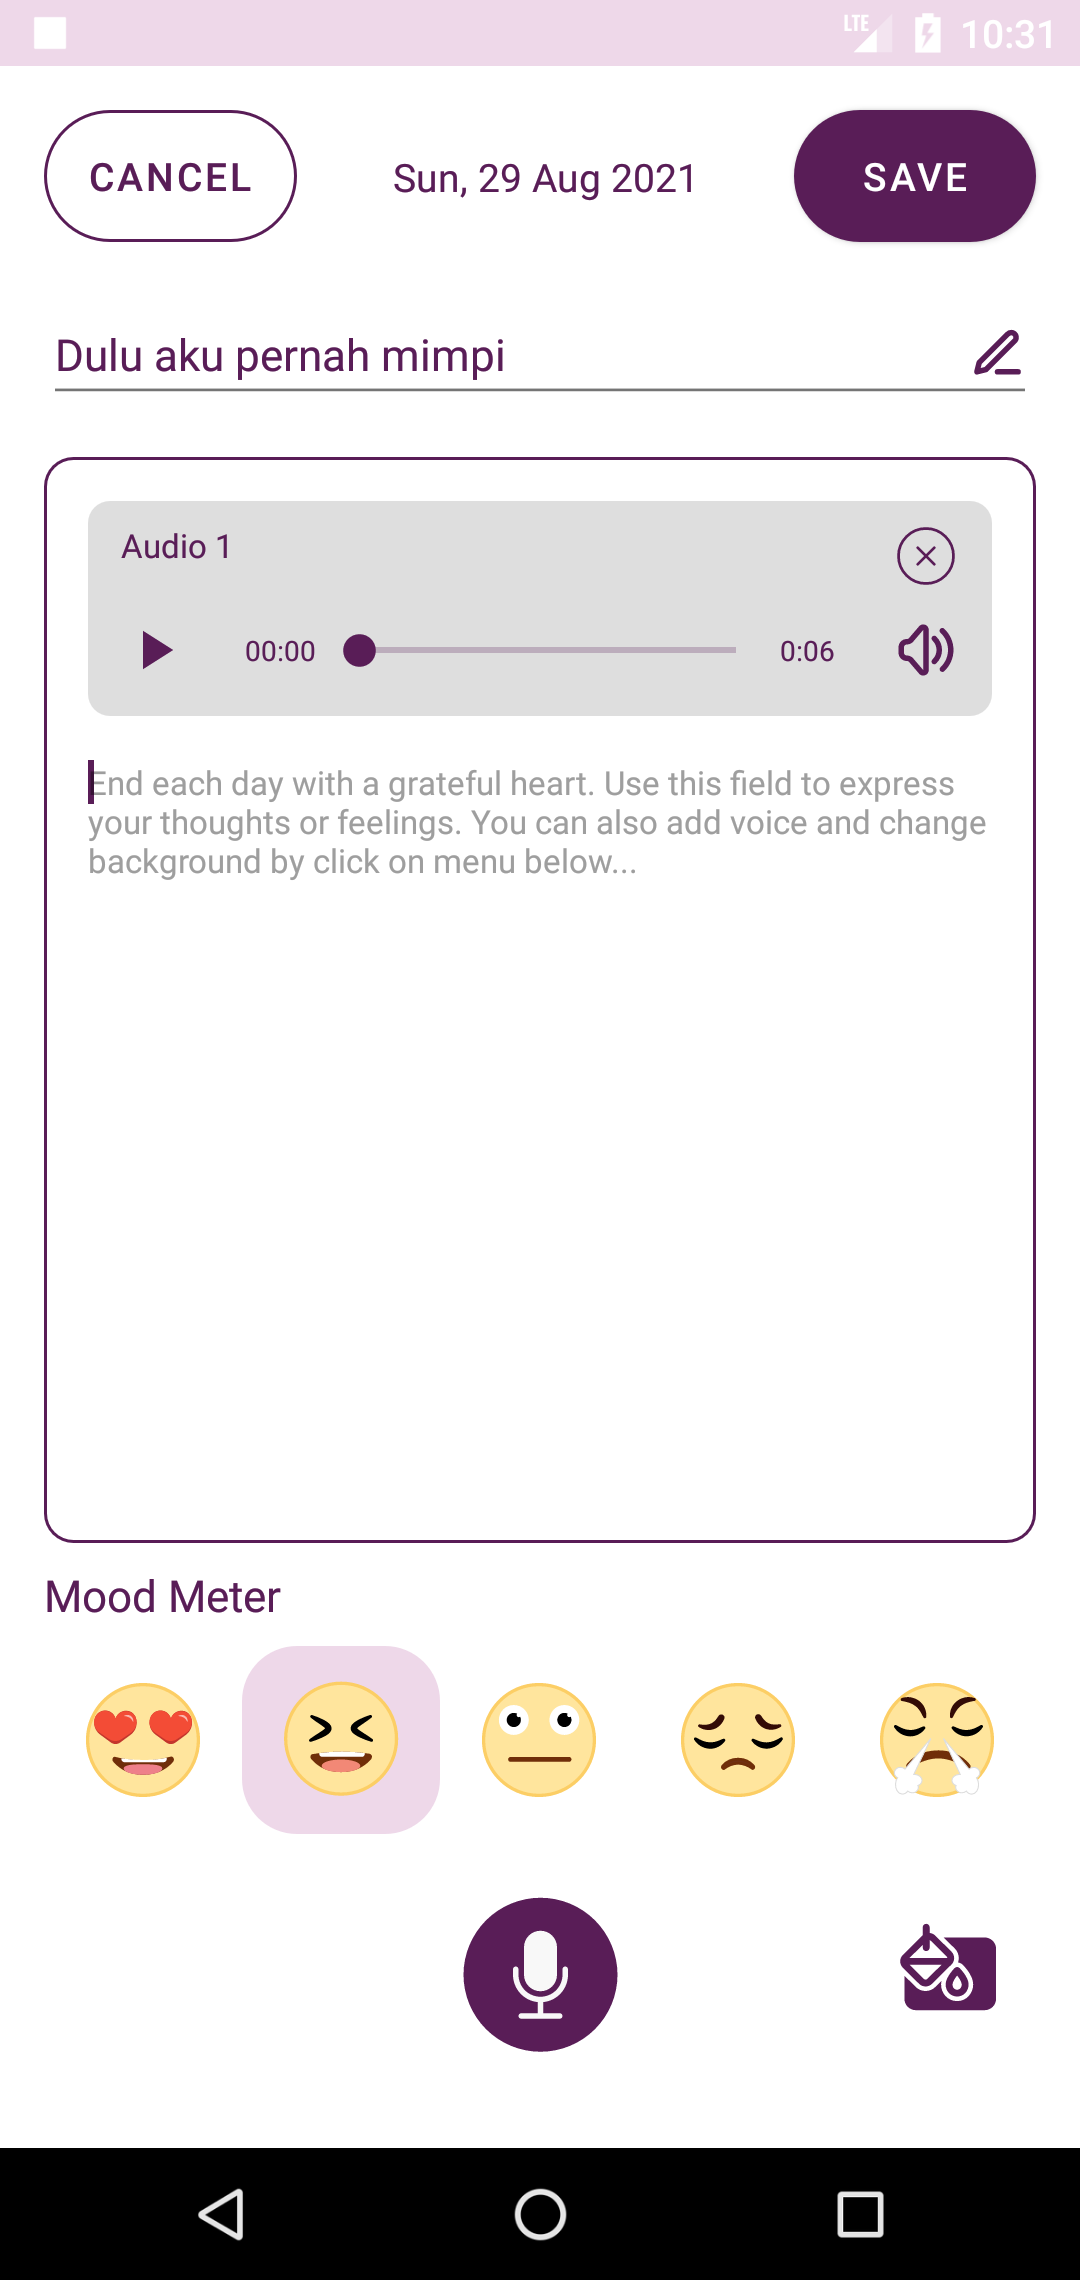 LTE 10:31
CANCEL Sun, 29 Aug 2021 SAVE
Dulu aku pernah mimpi
Audio 1
00:00 0:06
End each day with a grateful heart. Use this field to express
your thoughts or feelings. You can also add voice and change
background by click on menu below...
Mood Meter